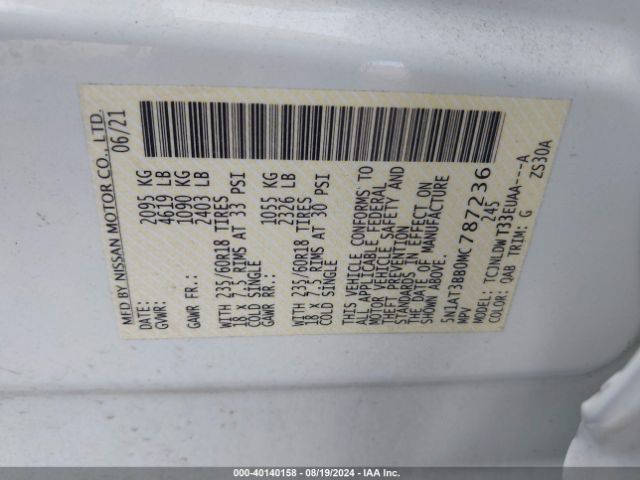 MFD BY NISSAN MOTOR CO., LTD.
DATE: 06/21
GVWR: 2095 KG
4619 LB
GAWR FR.: 1090 KG
2403 LB
WITH 235/60R18 TIRES
18 X 7.5 RIMS AT 33 PSI
COLD SINGLE
GAWR RR.: 1055 KG
2326 LB
WITH 235/60R18 TIRES
18 X 7.5 RIMS AT 30 PSI
COLD SINGLE
THIS VEHICLE CONFORMS TO
ALL APPLICABLE FEDERAL
MOTOR VEHICLE SAFETY AND
THEFT PREVENTION
STANDARDS IN EFFECT ON
THE DATE OF MANUFACTURE
SHOWN ABOVE.
5N1AT3BB0MC787236
MPV 245
MODEL: TCJNLDWT33EUAA---A
COLOR: QAB TRIM: G ZS30A
000-40140158 - 08/19/2024 - IAA Inc.